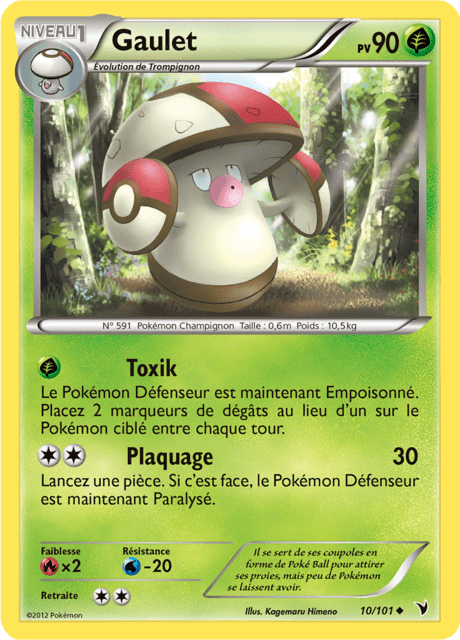 NIVEAU 1
Gaulet
PV 90
Évolution de Trompignon
N° 591 Pokémon Champignon Taille : 0,6m Poids : 10,5kg
Toxik
Le Pokémon Défenseur est maintenant Empoisonné.
Placez 2 marqueurs de dégâts au lieu d'un sur le
Pokémon ciblé entre chaque tour.
Plaquage 30
Lancez une pièce. Si c'est face, le Pokémon Défenseur
est maintenant Paralysé.
Faiblesse
×2
Résistance
-20
Retraite
Il se sert de ses coupoles en
forme de Poké Ball pour attirer
ses proies, mais peu de Pokémon
se laissent avoir.
©2012 Pokémon
Illus. Kagemaru Himeno
10/101